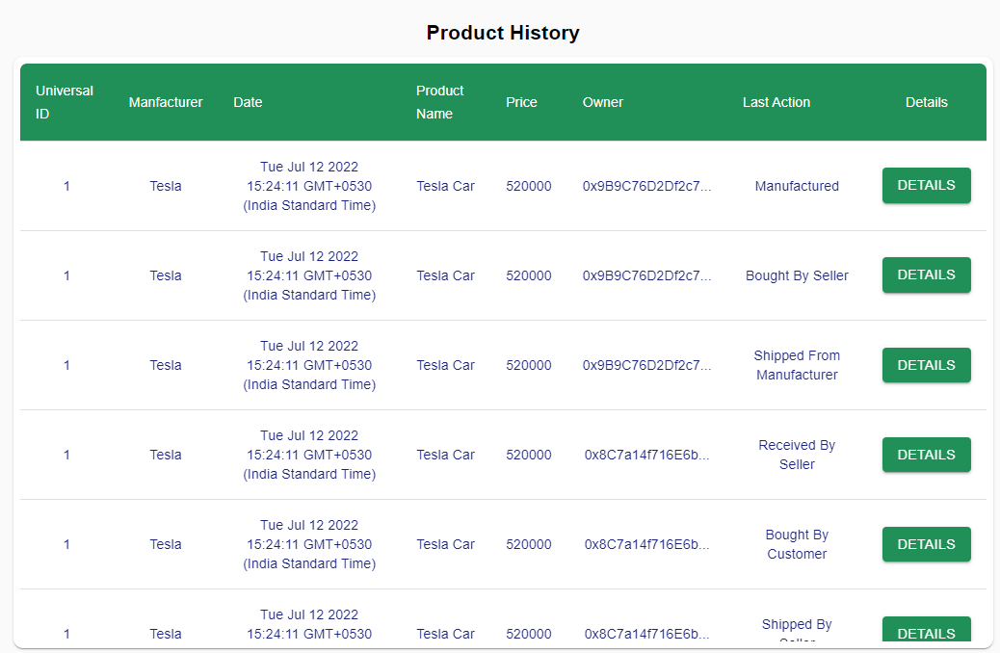 Product History
Universal ID Manfacturer Date Product Name Price Owner Last Action Details
1 Tesla Tue Jul 12 2022 15:24:11 GMT+0530 (India Standard Time) Tesla Car 520000 0x9B9C76D2Df2c7... Manufactured DETAILS
1 Tesla Tue Jul 12 2022 15:24:11 GMT+0530 (India Standard Time) Tesla Car 520000 0x9B9C76D2Df2c7... Bought By Seller DETAILS
1 Tesla Tue Jul 12 2022 15:24:11 GMT+0530 (India Standard Time) Tesla Car 520000 0x9B9C76D2Df2c7... Shipped From Manufacturer DETAILS
1 Tesla Tue Jul 12 2022 15:24:11 GMT+0530 (India Standard Time) Tesla Car 520000 0x8C7a14f716E6b... Received By Seller DETAILS
1 Tesla Tue Jul 12 2022 15:24:11 GMT+0530 (India Standard Time) Tesla Car 520000 0x8C7a14f716E6b... Bought By Customer DETAILS
1 Tesla Tue Jul 12 2022 15:24:11 GMT+0530 Tesla Car 520000 0x8C7a14f716E6b... Shipped By DETAILS